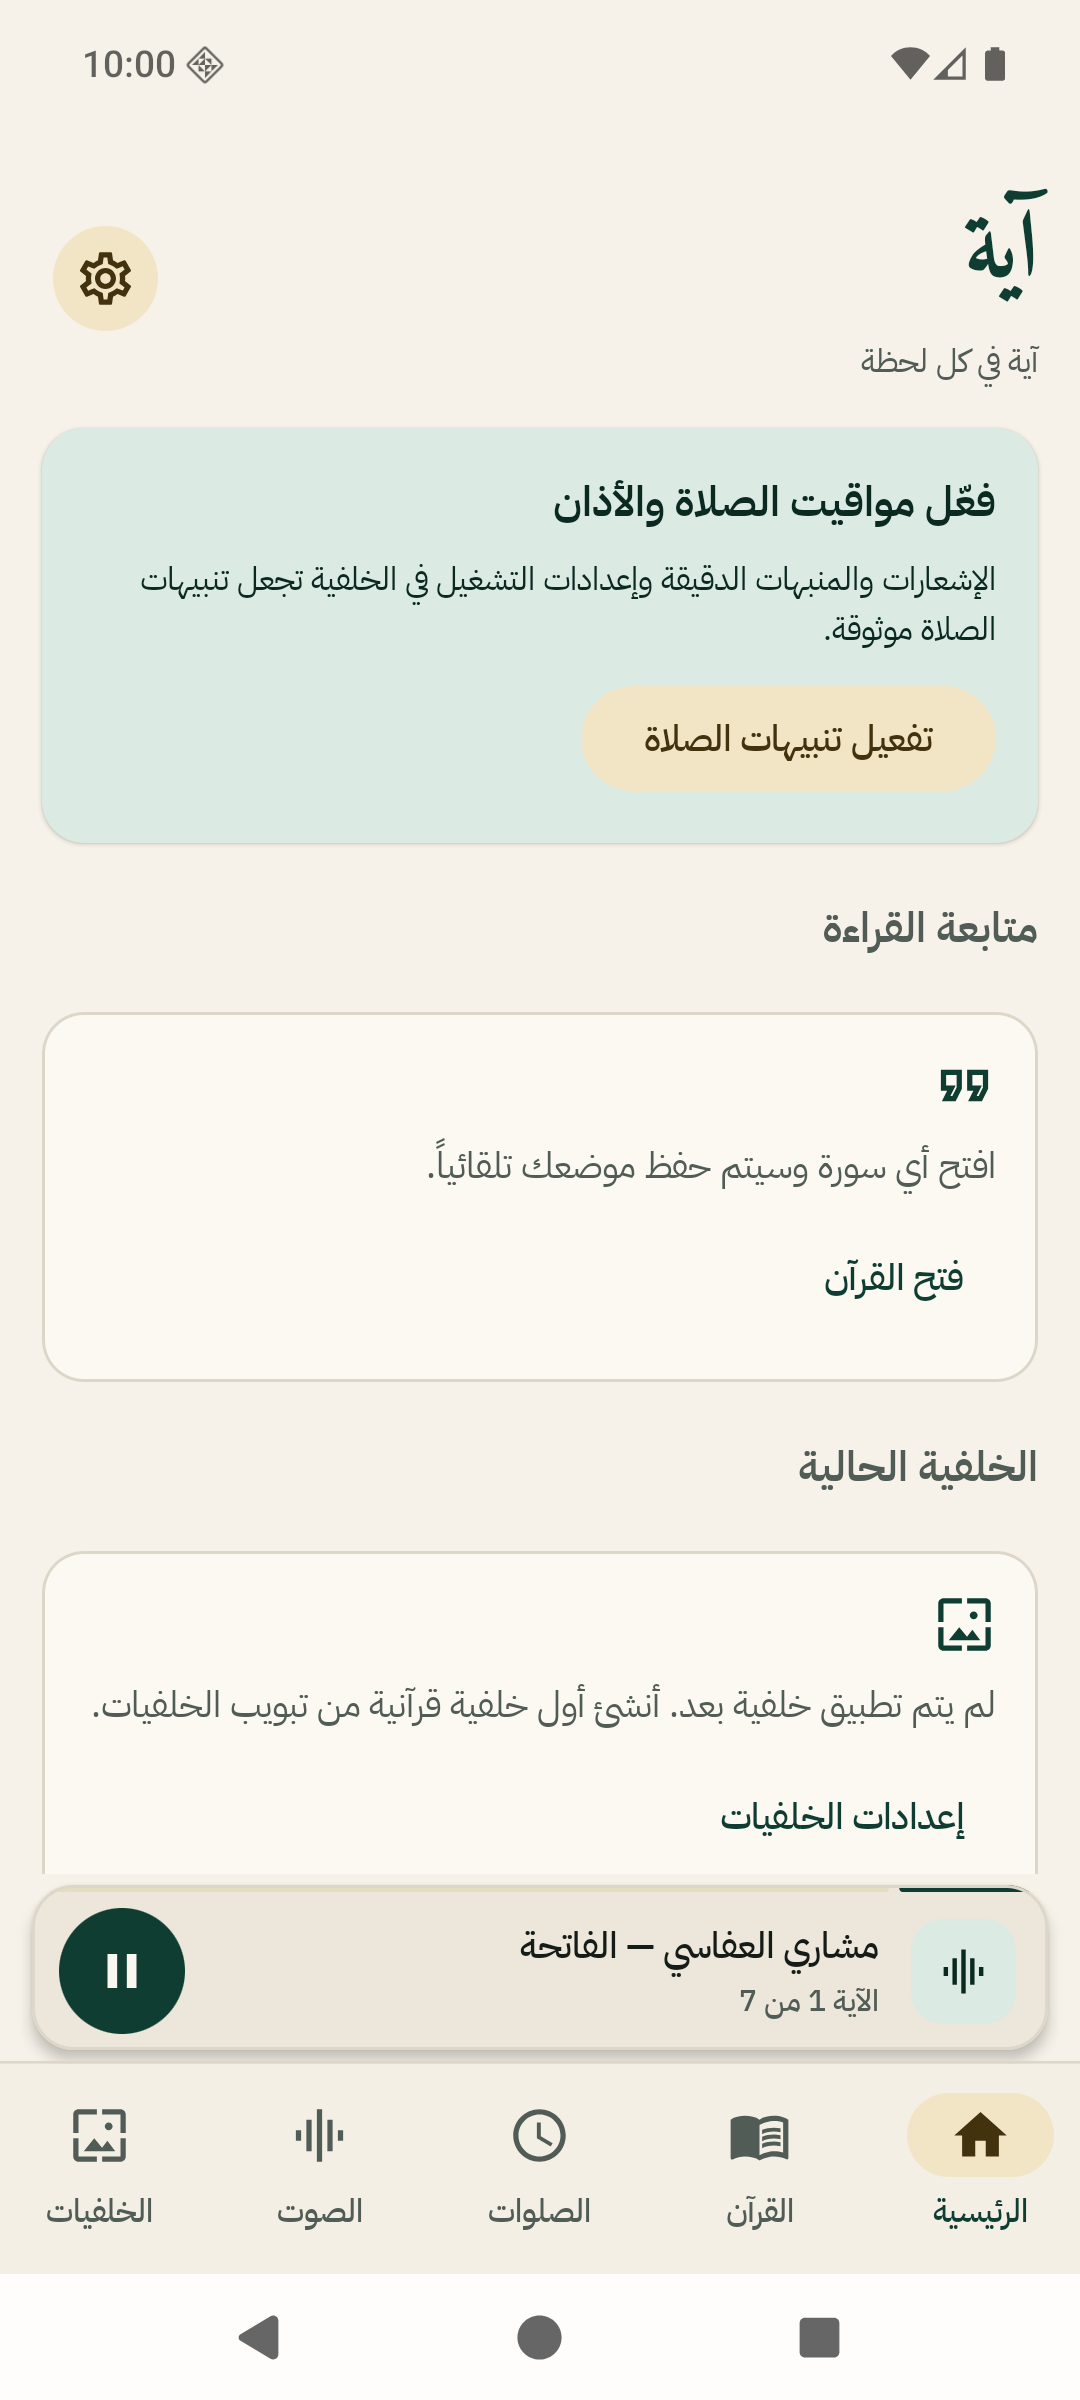 10:00
آية
آية في كل لحظة
فعّل مواقيت الصلاة والأذان
الإشعارات والمنبهات الدقيقة وإعدادات التشغيل في الخلفية تجعل تنبيهات
الصلاة موثوقة.
تفعيل تنبيهات الصلاة
متابعة القراءة
افتح أي سورة وسيتم حفظ موضعك تلقائياً.
فتح القرآن
الخلفية الحالية
لم يتم تطبيق خلفية بعد. أنشئ أول خلفية قرآنية من تبويب الخلفيات.
إعدادات الخلفيات
مشاري العفاسي — الفاتحة
الآية 1 من 7
الرئيسية
القرآن
الصلوات
الصوت
الخلفيات